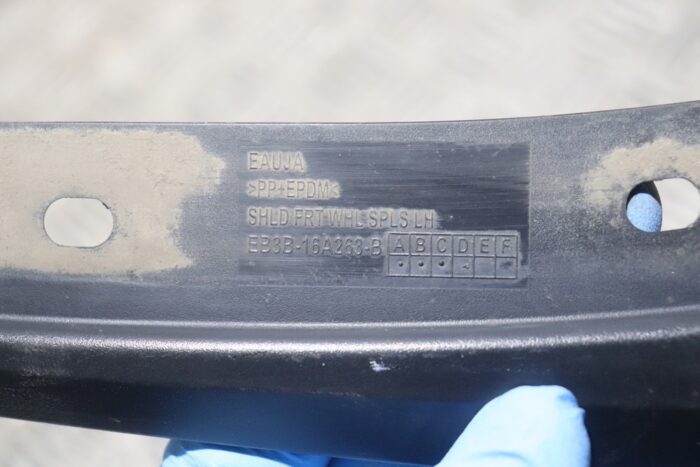 EAUJA
>PP+EPDM<
SHLD FRT WHL SPLS LH
EB3B-16A263-B A B C D E F